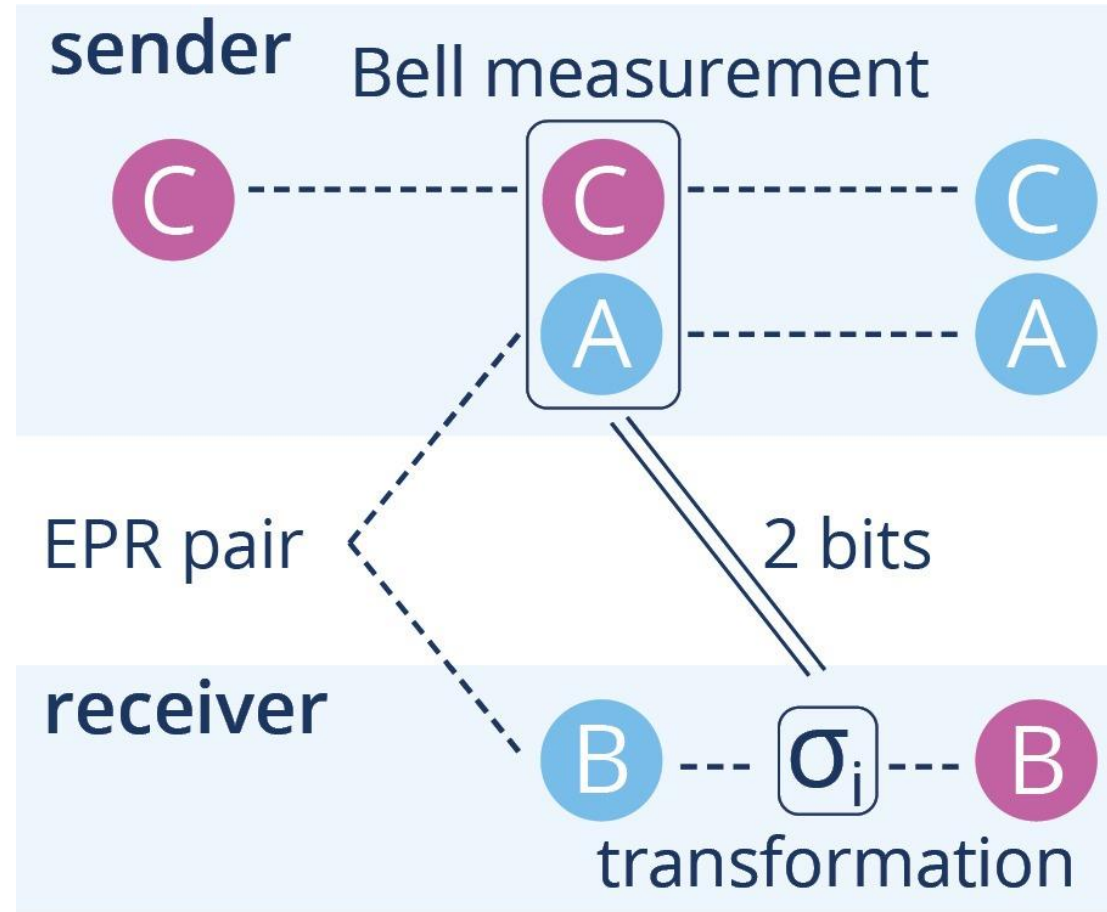 sender
Bell measurement
C
C
C
A
A
EPR pair
2 bits
receiver
B
σi
B
transformation